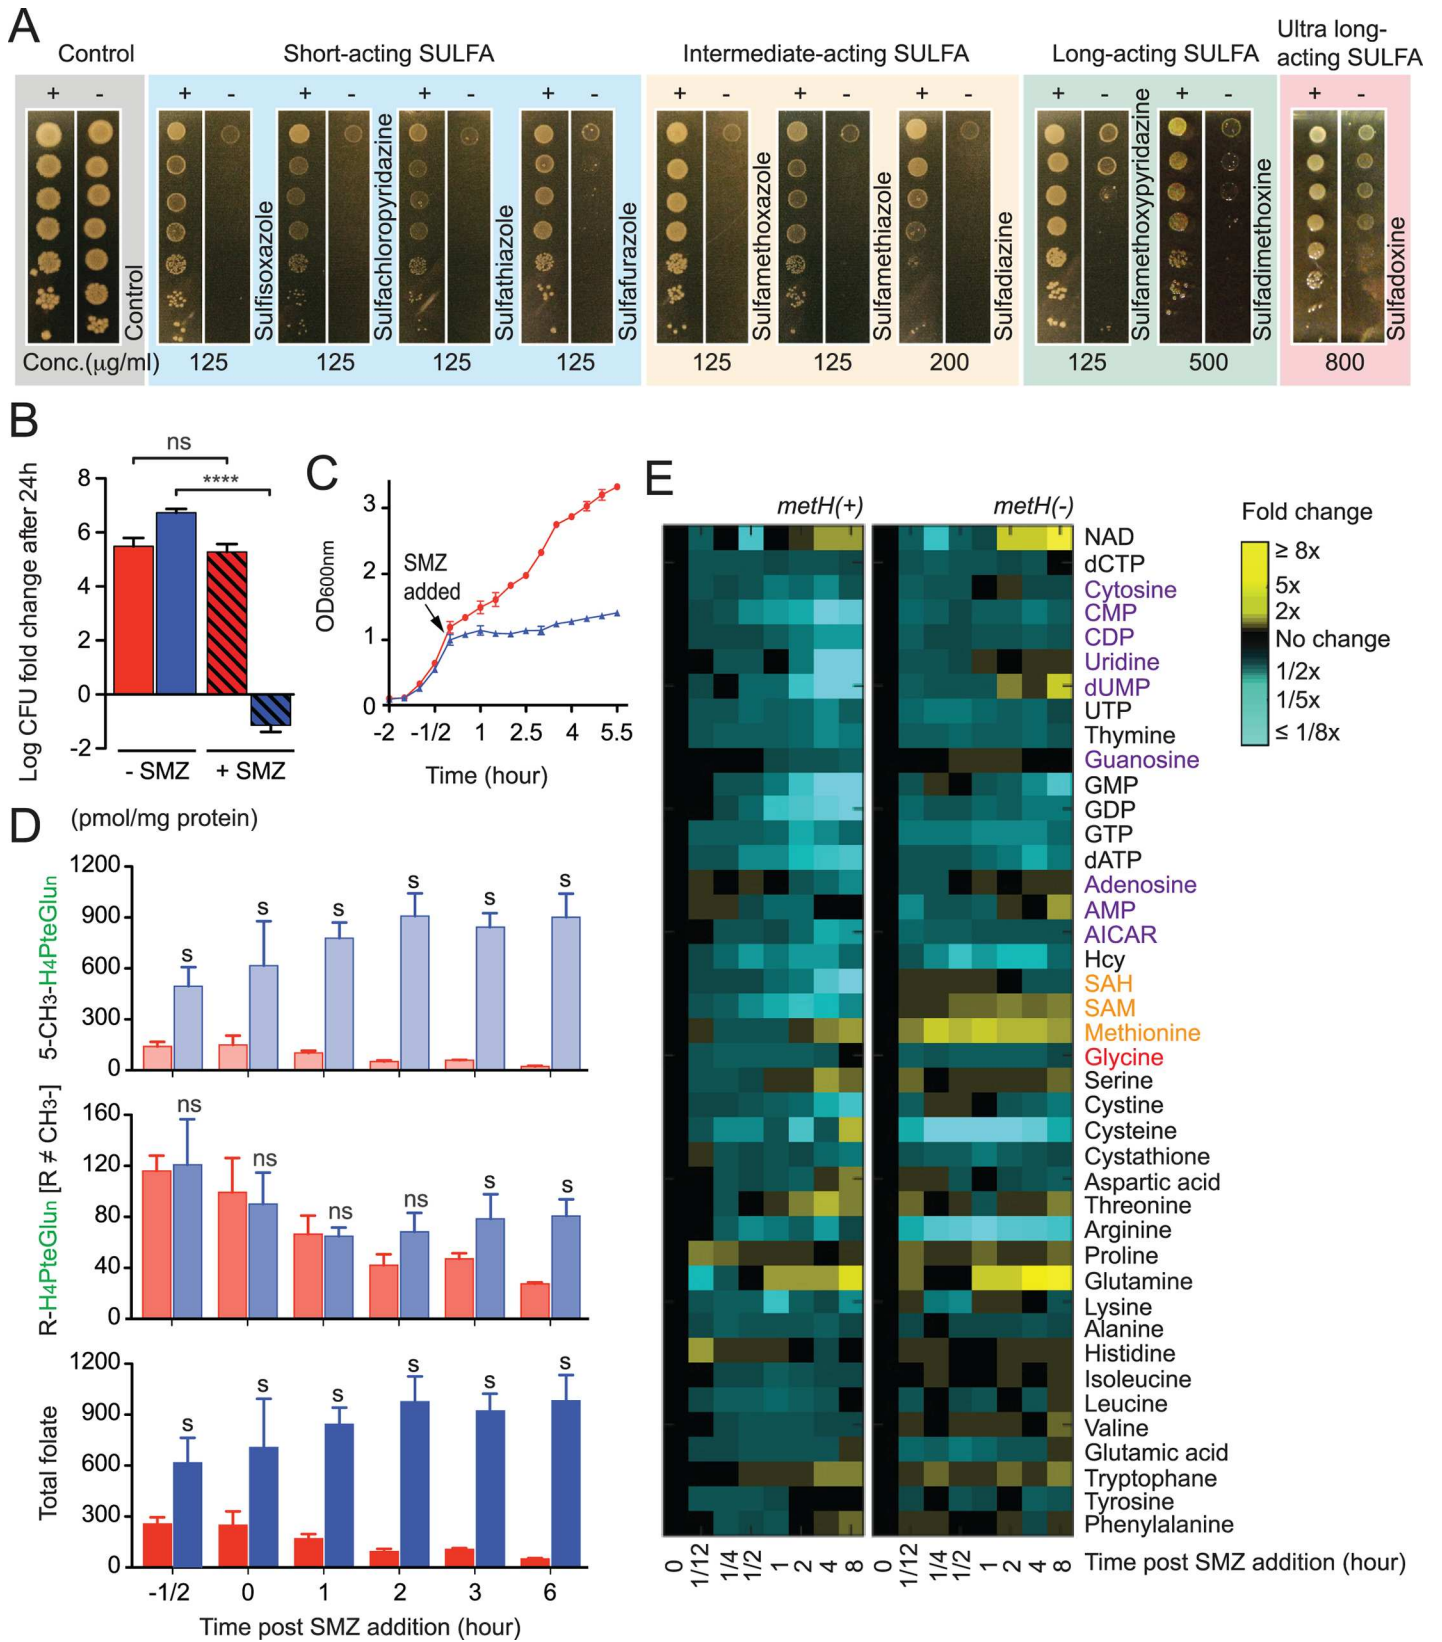 A
Control
Short-acting SULFA
Intermediate-acting SULFA
Long-acting SULFA
Ultra long-
acting SULFA
+ - + - + - + - + - + - + - + - + - + - + -
Control
Sulfisoxazole
Sulfachloropyridazine
Sulfathiazole
Sulfafurazole
Sulfamethoxazole
Sulfamethiazole
Sulfadiazine
Sulfamethoxypyridazine
Sulfadimethoxine
Sulfadoxine
Conc.(μg/ml) 125 125 125 125 125 125 200 125 500 800
B
Log CFU fold change after 24h
ns
****
8
6
4
2
0
-2
- SMZ + SMZ
C
OD600nm
3
2
1
0
SMZ
added
-2 -1/2 1 2.5 4 5.5
Time (hour)
D
(pmol/mg protein)
5-CH3-H4PteGlun
1200
900
600
300
0
s s s s s s
R-H4PteGlun [R ≠ CH3-]
160
120
80
40
0
ns ns ns ns s s
Total folate
1200
900
600
300
0
s s s s s s
-1/2 0 1 2 3 6
Time post SMZ addition (hour)
E
metH(+) metH(-)
NAD
dCTP
Cytosine
CMP
CDP
Uridine
dUMP
UTP
Thymine
Guanosine
GMP
GDP
GTP
dATP
Adenosine
AMP
AICAR
Hcy
SAH
SAM
Methionine
Glycine
Serine
Cystine
Cysteine
Cystathione
Aspartic acid
Threonine
Arginine
Proline
Glutamine
Lysine
Alanine
Histidine
Isoleucine
Leucine
Valine
Glutamic acid
Tryptophane
Tyrosine
Phenylalanine
0 1/12 1/4 1/2 1 2 4 8 0 1/12 1/4 1/2 1 2 4 8 Time post SMZ addition (hour)
Fold change
≥ 8x
5x
2x
No change
1/2x
1/5x
≤ 1/8x